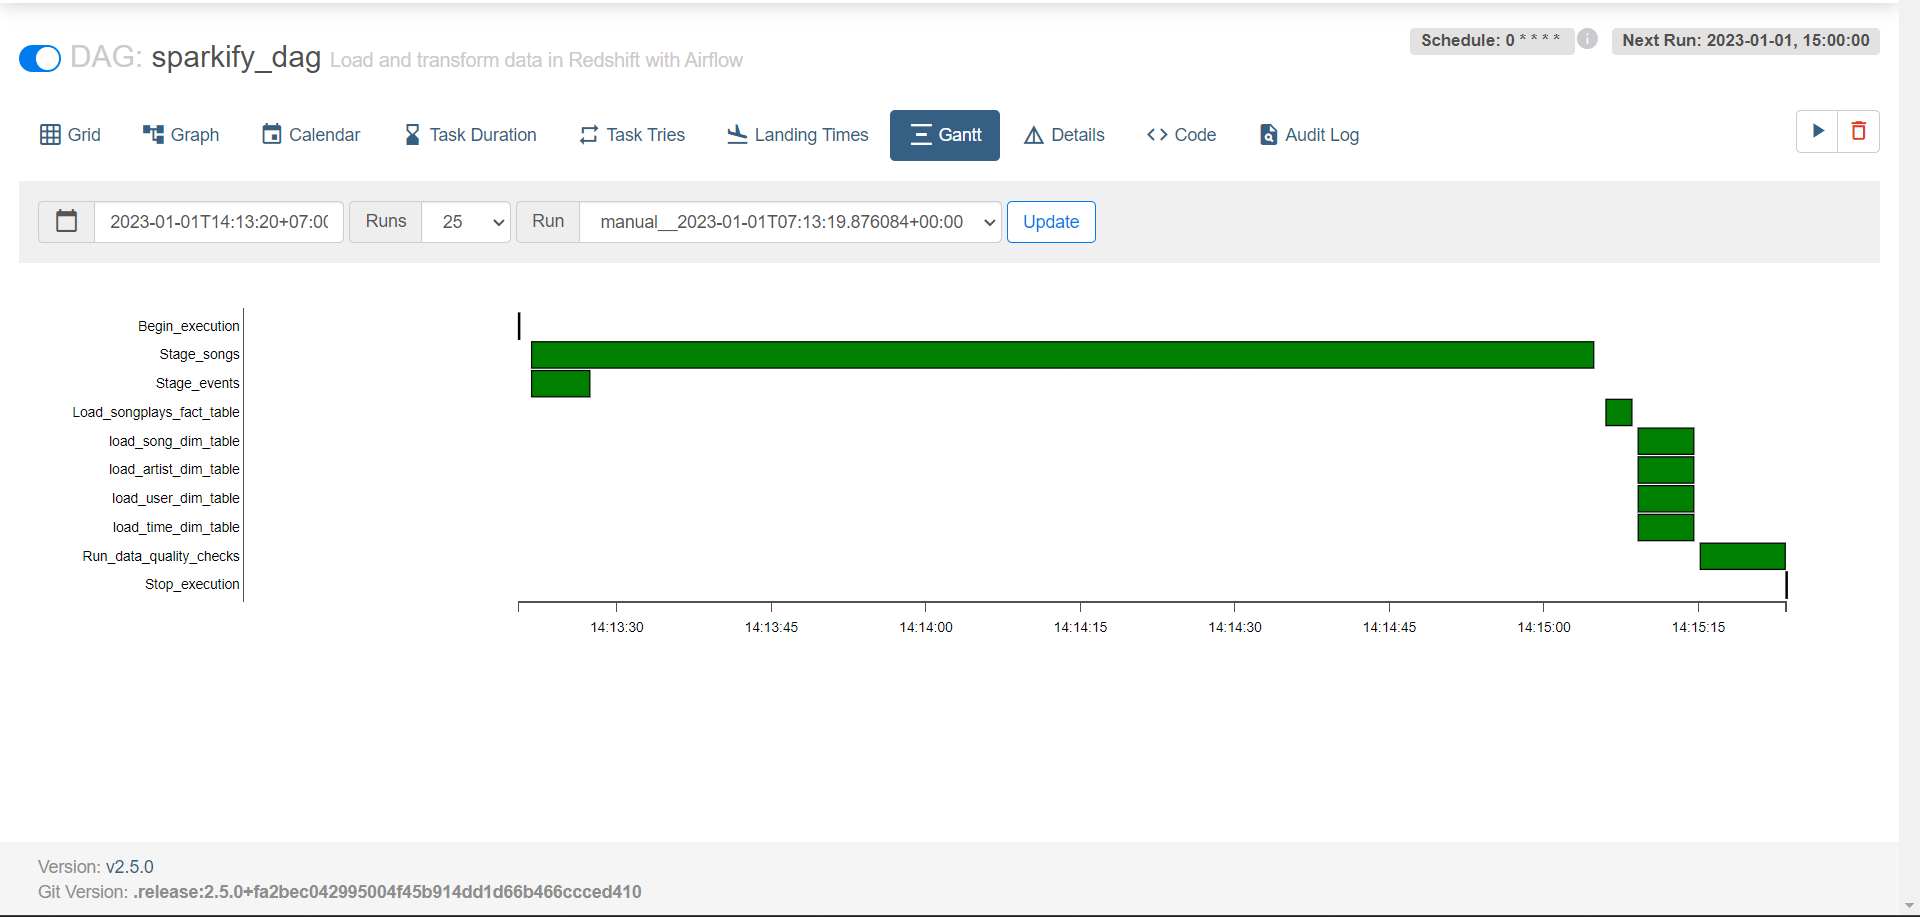 DAG: sparkify_dag Load and transform data in Redshift with Airflow
Schedule: 0 * * * * i Next Run: 2023-01-01, 15:00:00
Grid Graph Calendar Task Duration Task Tries Landing Times Gantt Details Code Audit Log
2023-01-01T14:13:20+07:00 Runs 25 Run manual__2023-01-01T07:13:19.876084+00:00 Update
Begin_execution
Stage_songs
Stage_events
Load_songplays_fact_table
load_song_dim_table
load_artist_dim_table
load_user_dim_table
load_time_dim_table
Run_data_quality_checks
Stop_execution
14:13:30 14:13:45 14:14:00 14:14:15 14:14:30 14:14:45 14:15:00 14:15:15
Version: v2.5.0
Git Version: .release:2.5.0+fa2bec042995004f45b914dd1d66b466ccced410